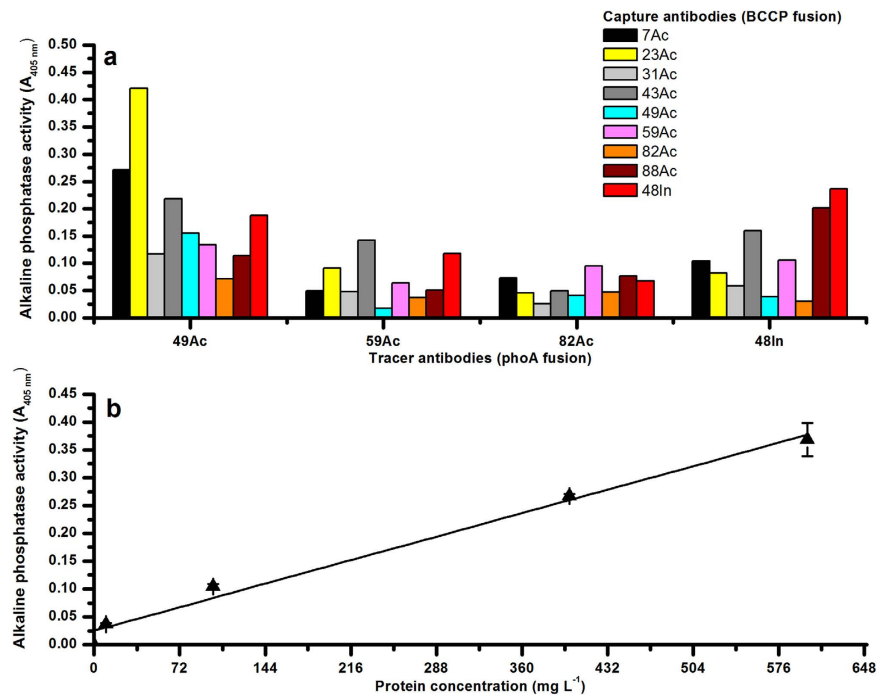 Capture antibodies (BCCP fusion)
7Ac
23Ac
31Ac
43Ac
49Ac
59Ac
82Ac
88Ac
48In
a
Alkaline phosphatase activity (A405 nm)
0.50
0.45
0.40
0.35
0.30
0.25
0.20
0.15
0.10
0.05
0.00
49Ac 59Ac 82Ac 48In
Tracer antibodies (phoA fusion)
b
Alkaline phosphatase activity (A405 nm)
0.45
0.40
0.35
0.30
0.25
0.20
0.15
0.10
0.05
0.00
0 72 144 216 288 360 432 504 576 648
Protein concentration (mg L-1)